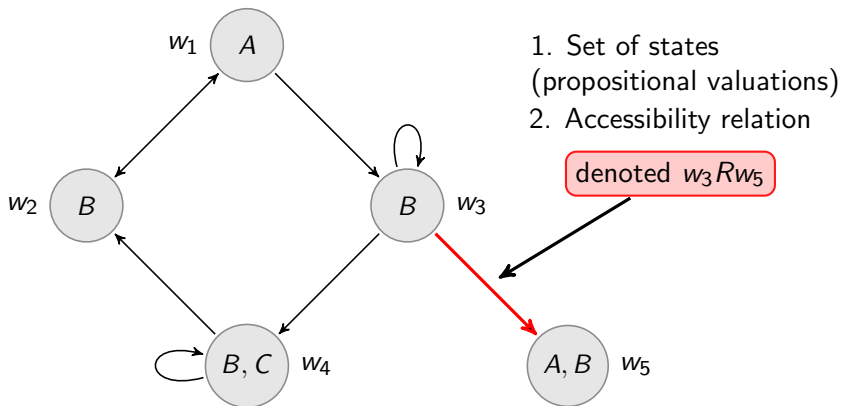 w₁ A
1. Set of states
(propositional valuations)
2. Accessibility relation
denoted w₃Rw₅
w₂ B
B w₃
B, C w₄
A, B w₅